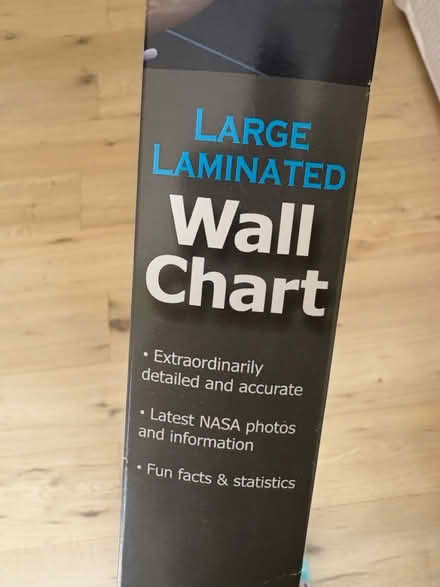 LARGE
LAMINATED
Wall
Chart
• Extraordinarily
detailed and accurate
• Latest NASA photos
and information
• Fun facts & statistics